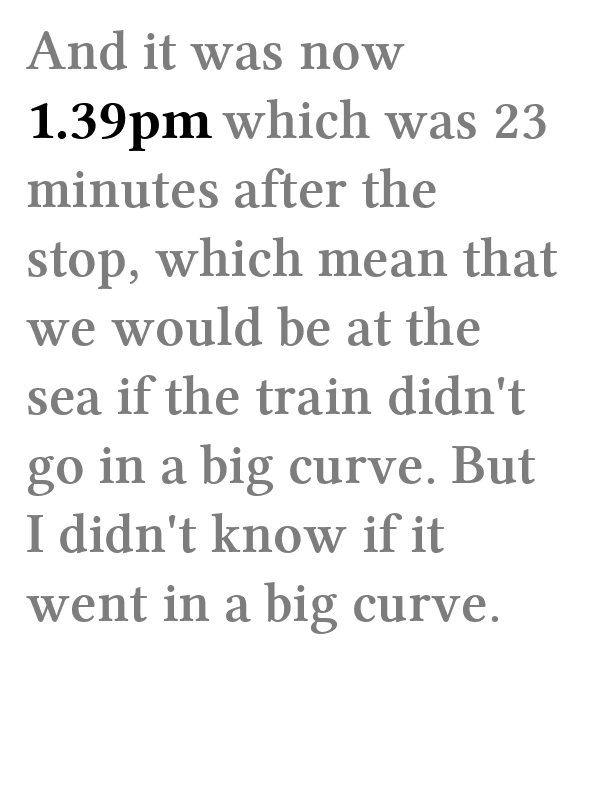 And it was now
1.39pm which was 23
minutes after the
stop, which mean that
we would be at the
sea if the train didn't
go in a big curve. But
I didn't know if it
went in a big curve.